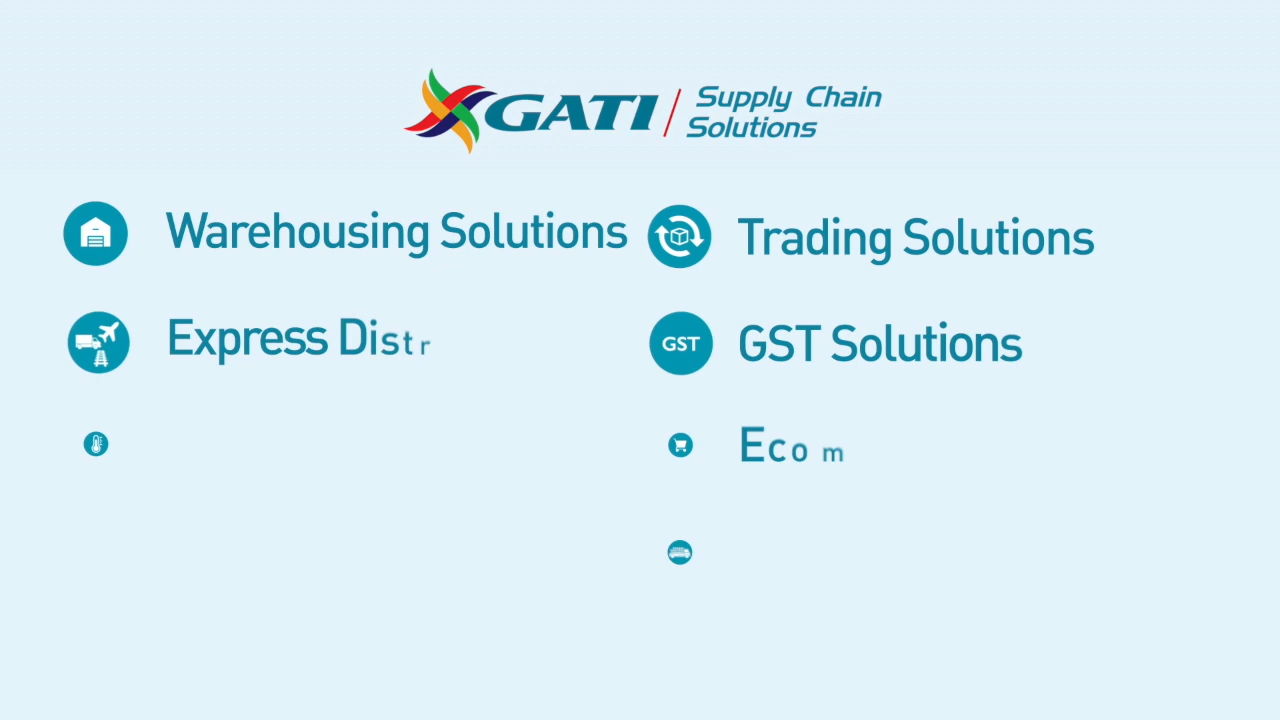 GATI
Supply Chain
Solutions
Warehousing Solutions
Trading Solutions
Express Distr
GST
GST Solutions
Ecom